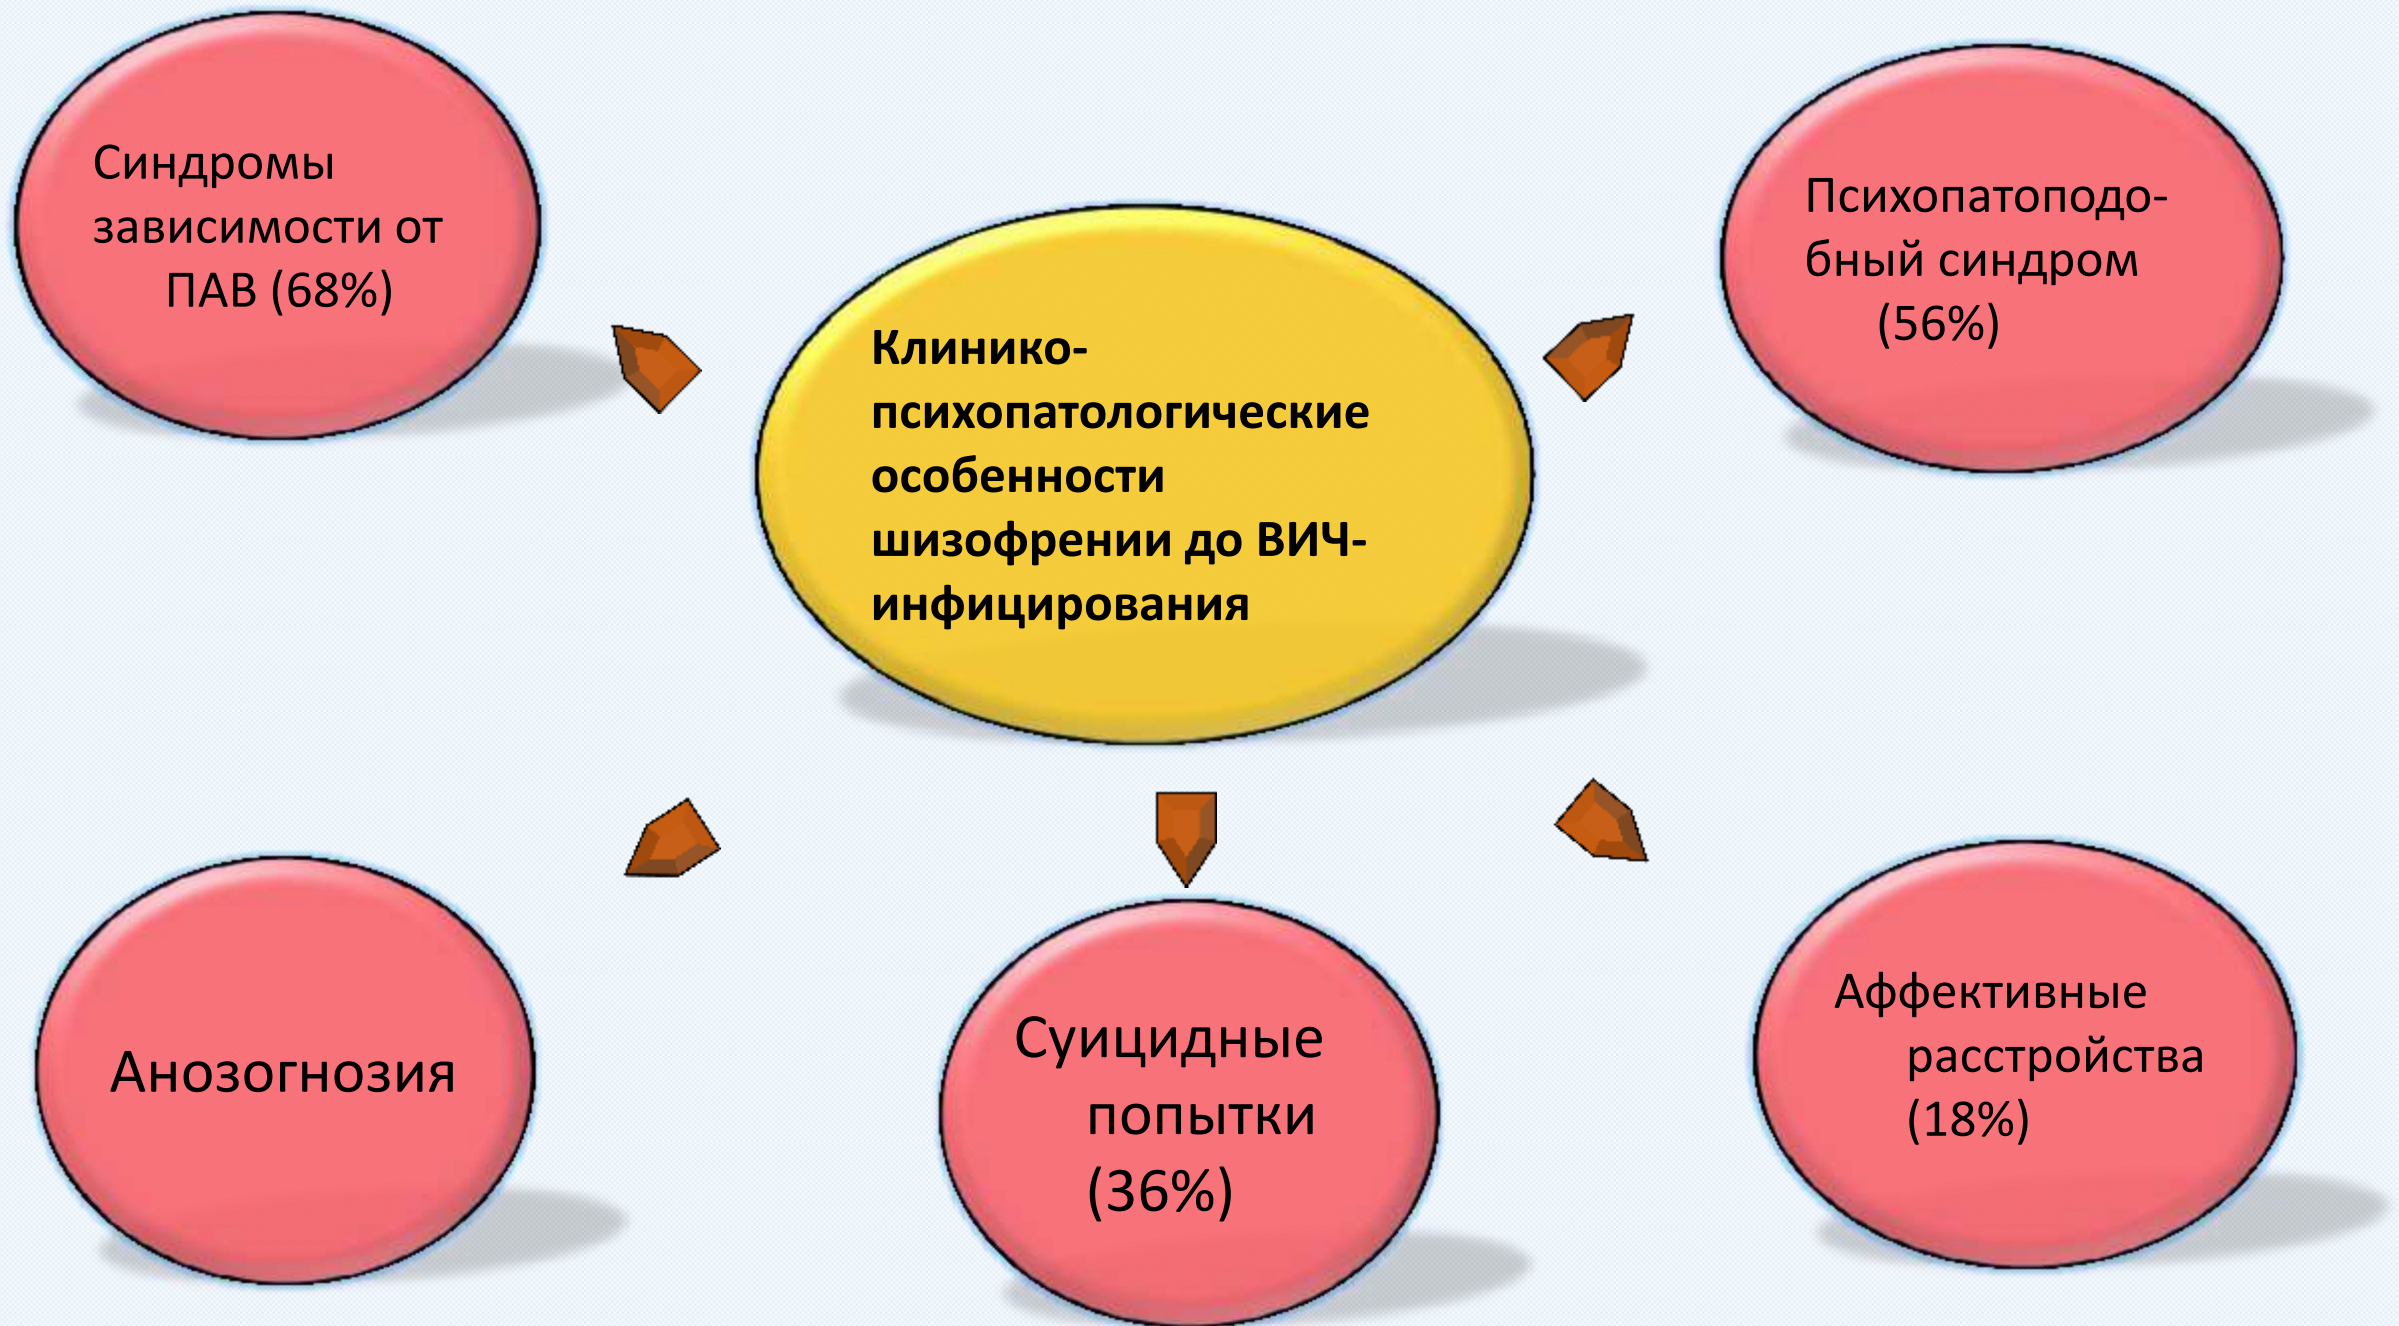 Синдромы
зависимости от
ПАВ (68%)
Психопатоподо-
бный синдром
(56%)
Клинико-
психопатологические
особенности
шизофрении до ВИЧ-
инфицирования
Анозогнозия
Суицидные
попытки
(36%)
Аффективные
расстройства
(18%)